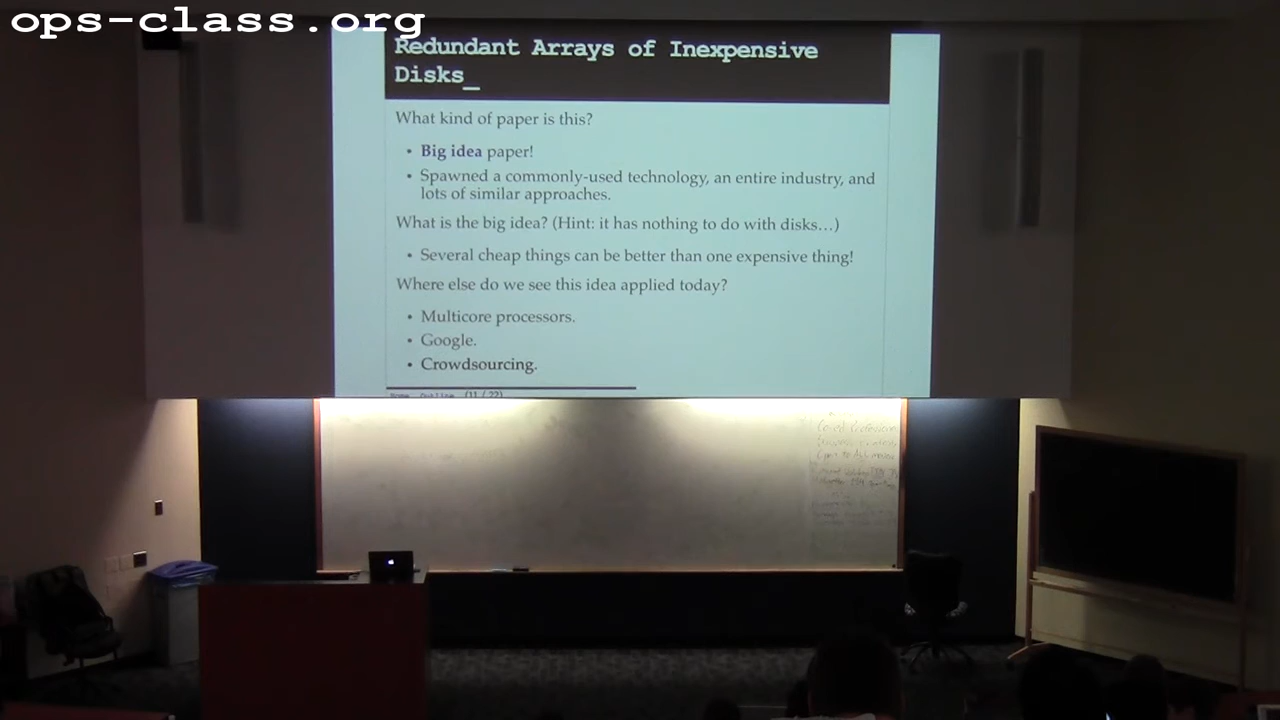 ops-class.org
Redundant Arrays of Inexpensive
Disks_
What kind of paper is this?
• Big idea paper!
• Spawned a commonly-used technology, an entire industry, and
lots of similar approaches.
What is the big idea? (Hint: it has nothing to do with disks…)
• Several cheap things can be better than one expensive thing!
Where else do we see this idea applied today?
• Multicore processors.
• Google.
• Crowdsourcing.
(11 / 22)